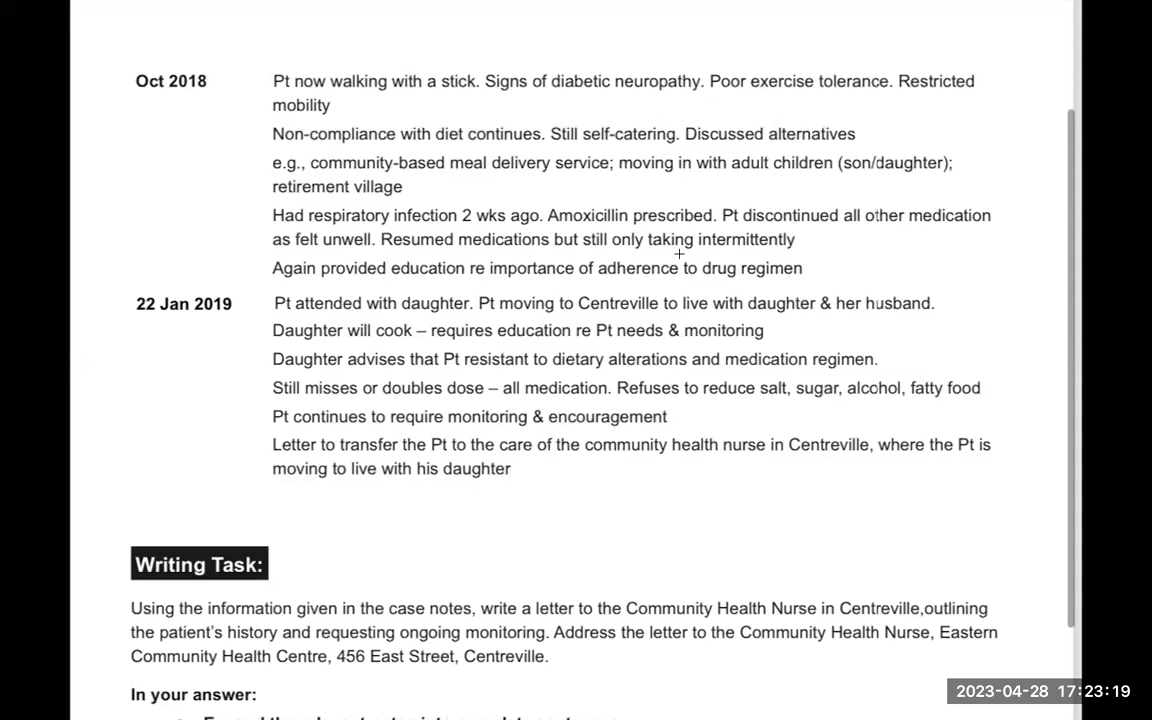 Oct 2018
Pt now walking with a stick. Signs of diabetic neuropathy. Poor exercise tolerance. Restricted
mobility
Non-compliance with diet continues. Still self-catering. Discussed alternatives
e.g., community-based meal delivery service; moving in with adult children (son/daughter);
retirement village
Had respiratory infection 2 wks ago. Amoxicillin prescribed. Pt discontinued all other medication
as felt unwell. Resumed medications but still only taking intermittently
Again provided education re importance of adherence to drug regimen
22 Jan 2019
Pt attended with daughter. Pt moving to Centreville to live with daughter & her husband.
Daughter will cook – requires education re Pt needs & monitoring
Daughter advises that Pt resistant to dietary alterations and medication regimen.
Still misses or doubles dose – all medication. Refuses to reduce salt, sugar, alcohol, fatty food
Pt continues to require monitoring & encouragement
Letter to transfer the Pt to the care of the community health nurse in Centreville, where the Pt is
moving to live with his daughter
Writing Task:
Using the information given in the case notes, write a letter to the Community Health Nurse in Centreville,outlining
the patient's history and requesting ongoing monitoring. Address the letter to the Community Health Nurse, Eastern
Community Health Centre, 456 East Street, Centreville.
In your answer:
2023-04-28 17:23:19